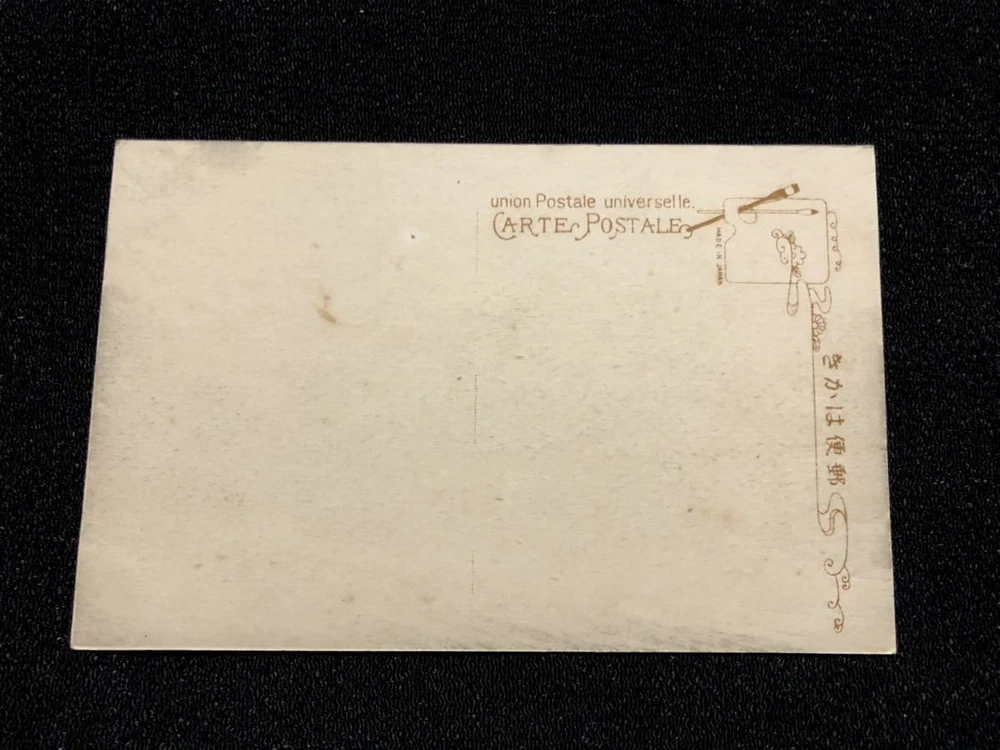 union Postale universelle.
CARTE POSTALE
MADE IN JAPAN
きかは便郵